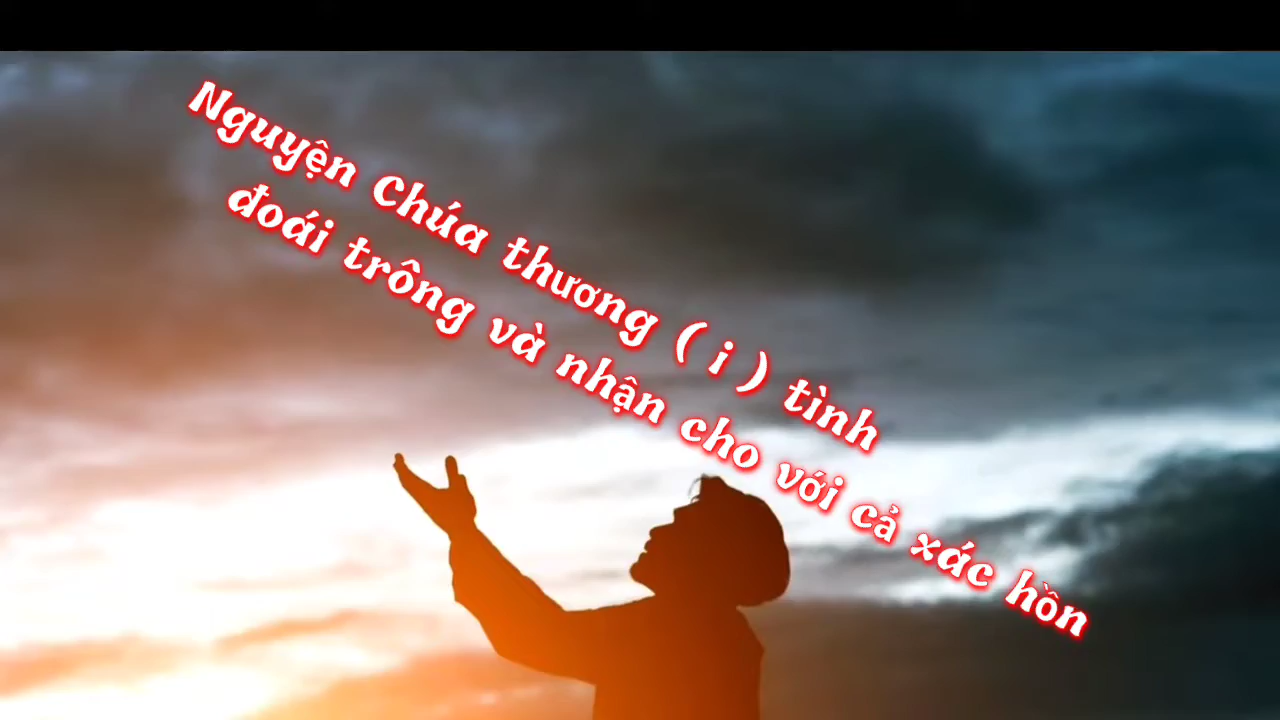 Nguyện Chúa thương ( i ) tình
đoái trông và nhận cho với cả xác hồn